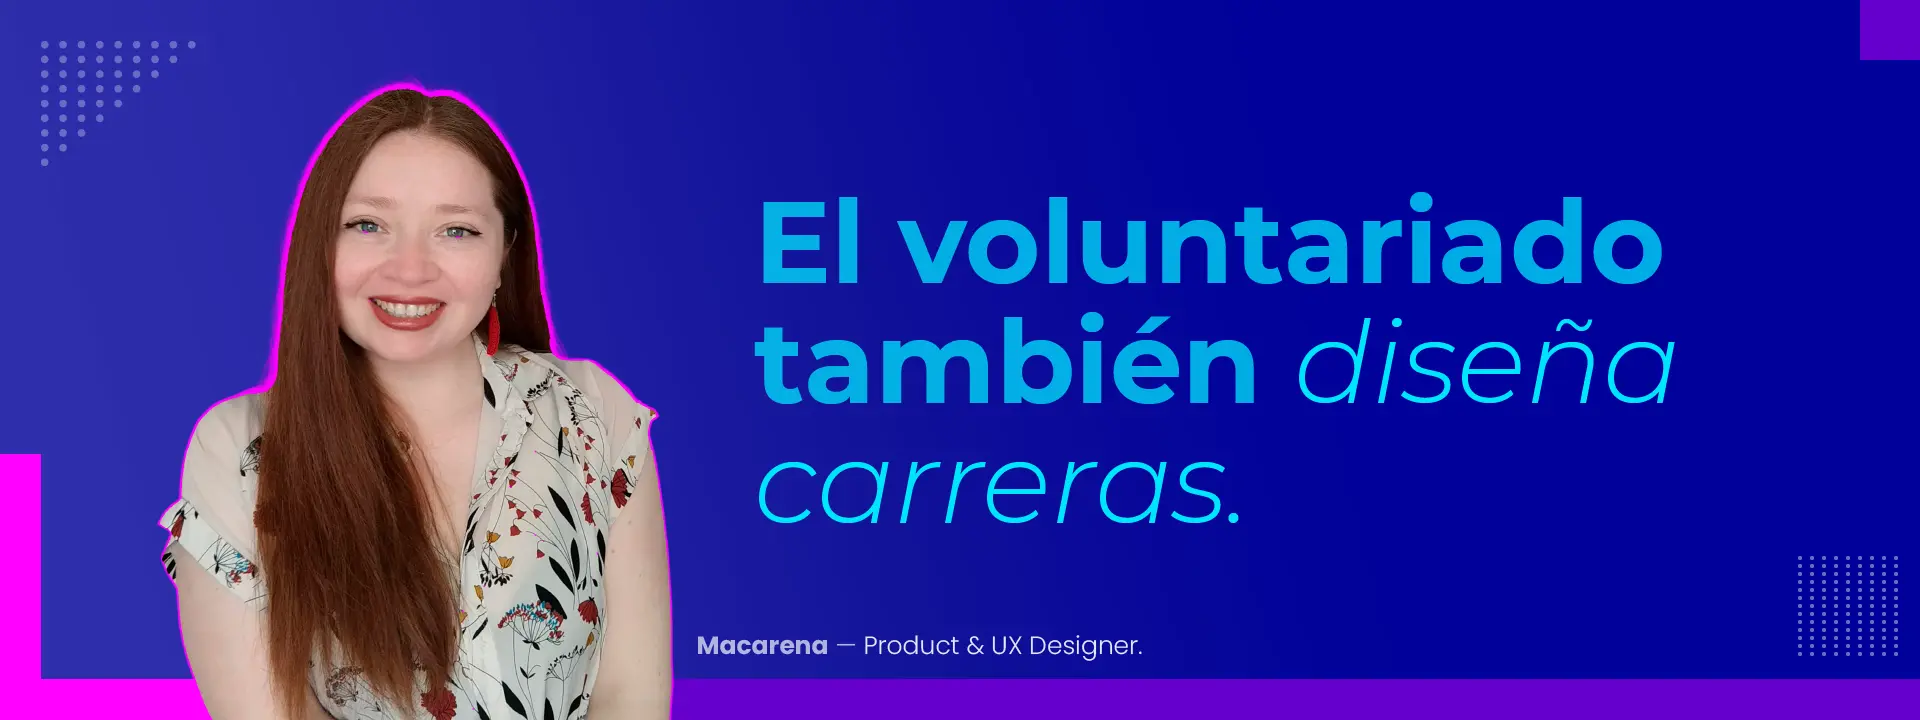 El voluntariado
también diseña
carreras.
Macarena — Product & UX Designer.